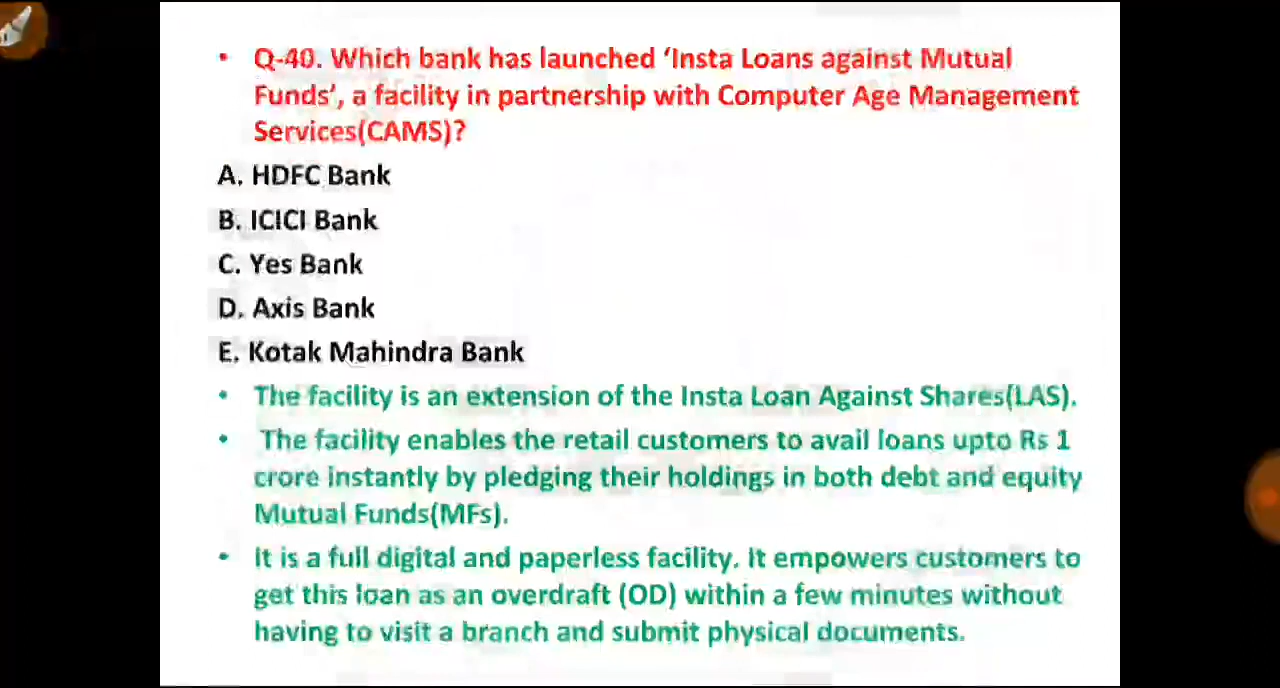 • Q-40. Which bank has launched ‘Insta Loans against Mutual
Funds’, a facility in partnership with Computer Age Management
Services(CAMS)?
A. HDFC Bank
B. ICICI Bank
C. Yes Bank
D. Axis Bank
E. Kotak Mahindra Bank
• The facility is an extension of the Insta Loan Against Shares(LAS).
• The facility enables the retail customers to avail loans upto Rs 1
crore instantly by pledging their holdings in both debt and equity
Mutual Funds(MFs).
• It is a full digital and paperless facility. It empowers customers to
get this loan as an overdraft (OD) within a few minutes without
having to visit a branch and submit physical documents.